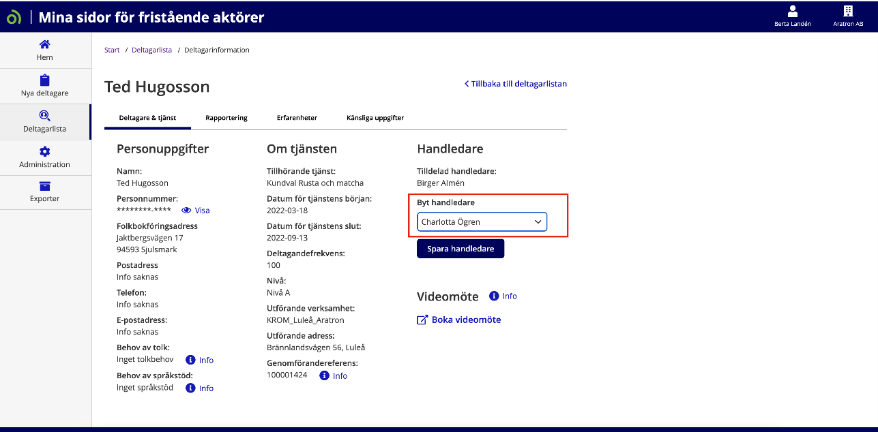 Mina sidor för fristående aktörer
Berta Landén
Aratron AB
Hem
Nya deltagare
Deltagarlista
Administration
Exporter
Start / Deltagarlista / Deltagarinformation
Ted Hugosson
Tillbaka till deltagarlistan
Deltagare & tjänst
Rapportering
Erfarenheter
Känsliga uppgifter
Personuppgifter
Namn:
Ted Hugosson
Personnummer:
********-**** Visa
Folkbokföringsadress
Jaktbergsvägen 17
94593 Sjulsmark
Postadress
Info saknas
Telefon:
Info saknas
E-postadress:
Info saknas
Behov av tolk:
Inget tolkbehov Info
Behov av språkstöd:
Inget språkstöd Info
Om tjänsten
Tillhörande tjänst:
Kundval Rusta och matcha
Datum för tjänstens början:
2022-03-18
Datum för tjänstens slut:
2022-09-13
Deltagandefrekvens:
100
Nivå:
Nivå A
Utförande verksamhet:
KROM_Luleå_Aratron
Utförande adress:
Brännlandsvägen 56, Luleå
Genomförandereferens:
100001424 Info
Handledare
Tilldelad handledare:
Birger Almén
Byt handledare
Charlotta Ögren
Spara handledare
Videomöte Info
Boka videomöte